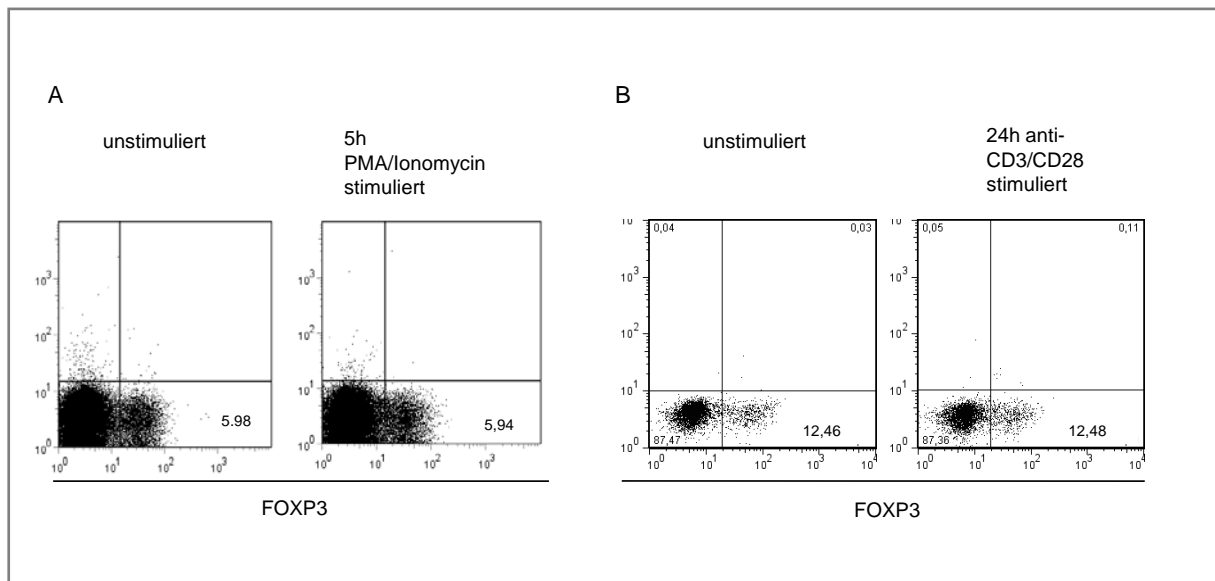 A
unstimuliert
5h
PMA/Ionomycin
stimuliert
10³
10²
10¹
10⁰
5.98
10⁰ 10¹ 10² 10³
10³
10²
10¹
10⁰
5,94
10⁰ 10¹ 10² 10³
FOXP3
B
unstimuliert
24h anti-
CD3/CD28
stimuliert
10
0,04 0,03
10³
10²
10¹
10⁰
87,47 12,46
10⁰ 10¹ 10² 10³ 10⁴
10
0,05 0,11
10³
10²
10¹
10⁰
87,36 12,48
10⁰ 10¹ 10² 10³ 10⁴
FOXP3